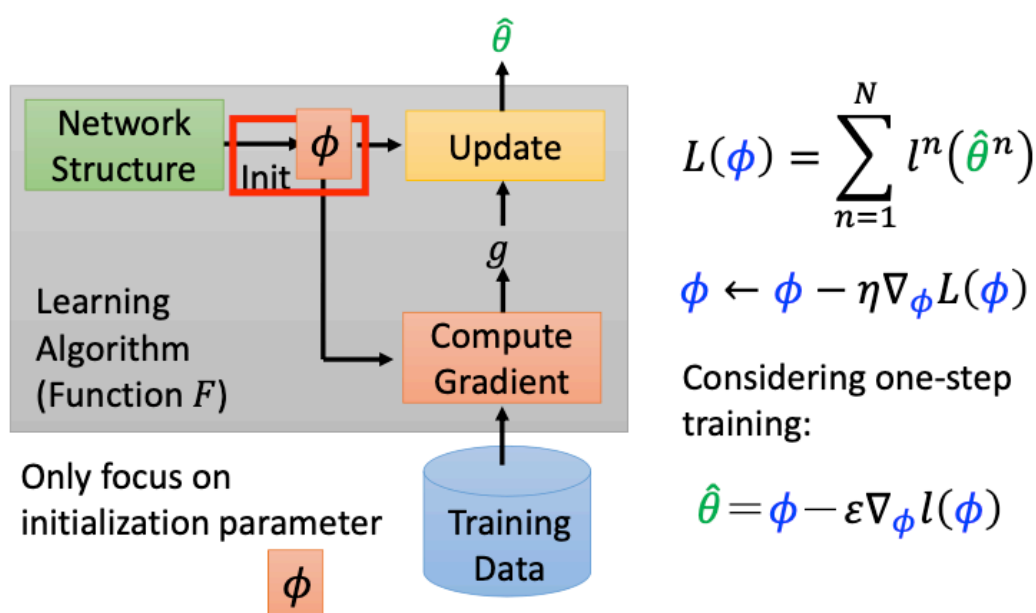 θ̂
Network
Structure
Init
ϕ
Update
g
Learning
Algorithm
(Function F)
Compute
Gradient
Only focus on
initialization parameter
ϕ
Training
Data
L(ϕ) = ∑_{n=1}^{N} lⁿ(θ̂ⁿ)
ϕ ← ϕ − η∇_ϕ L(ϕ)
Considering one-step
training:
θ̂ = ϕ − ε∇_ϕ l(ϕ)